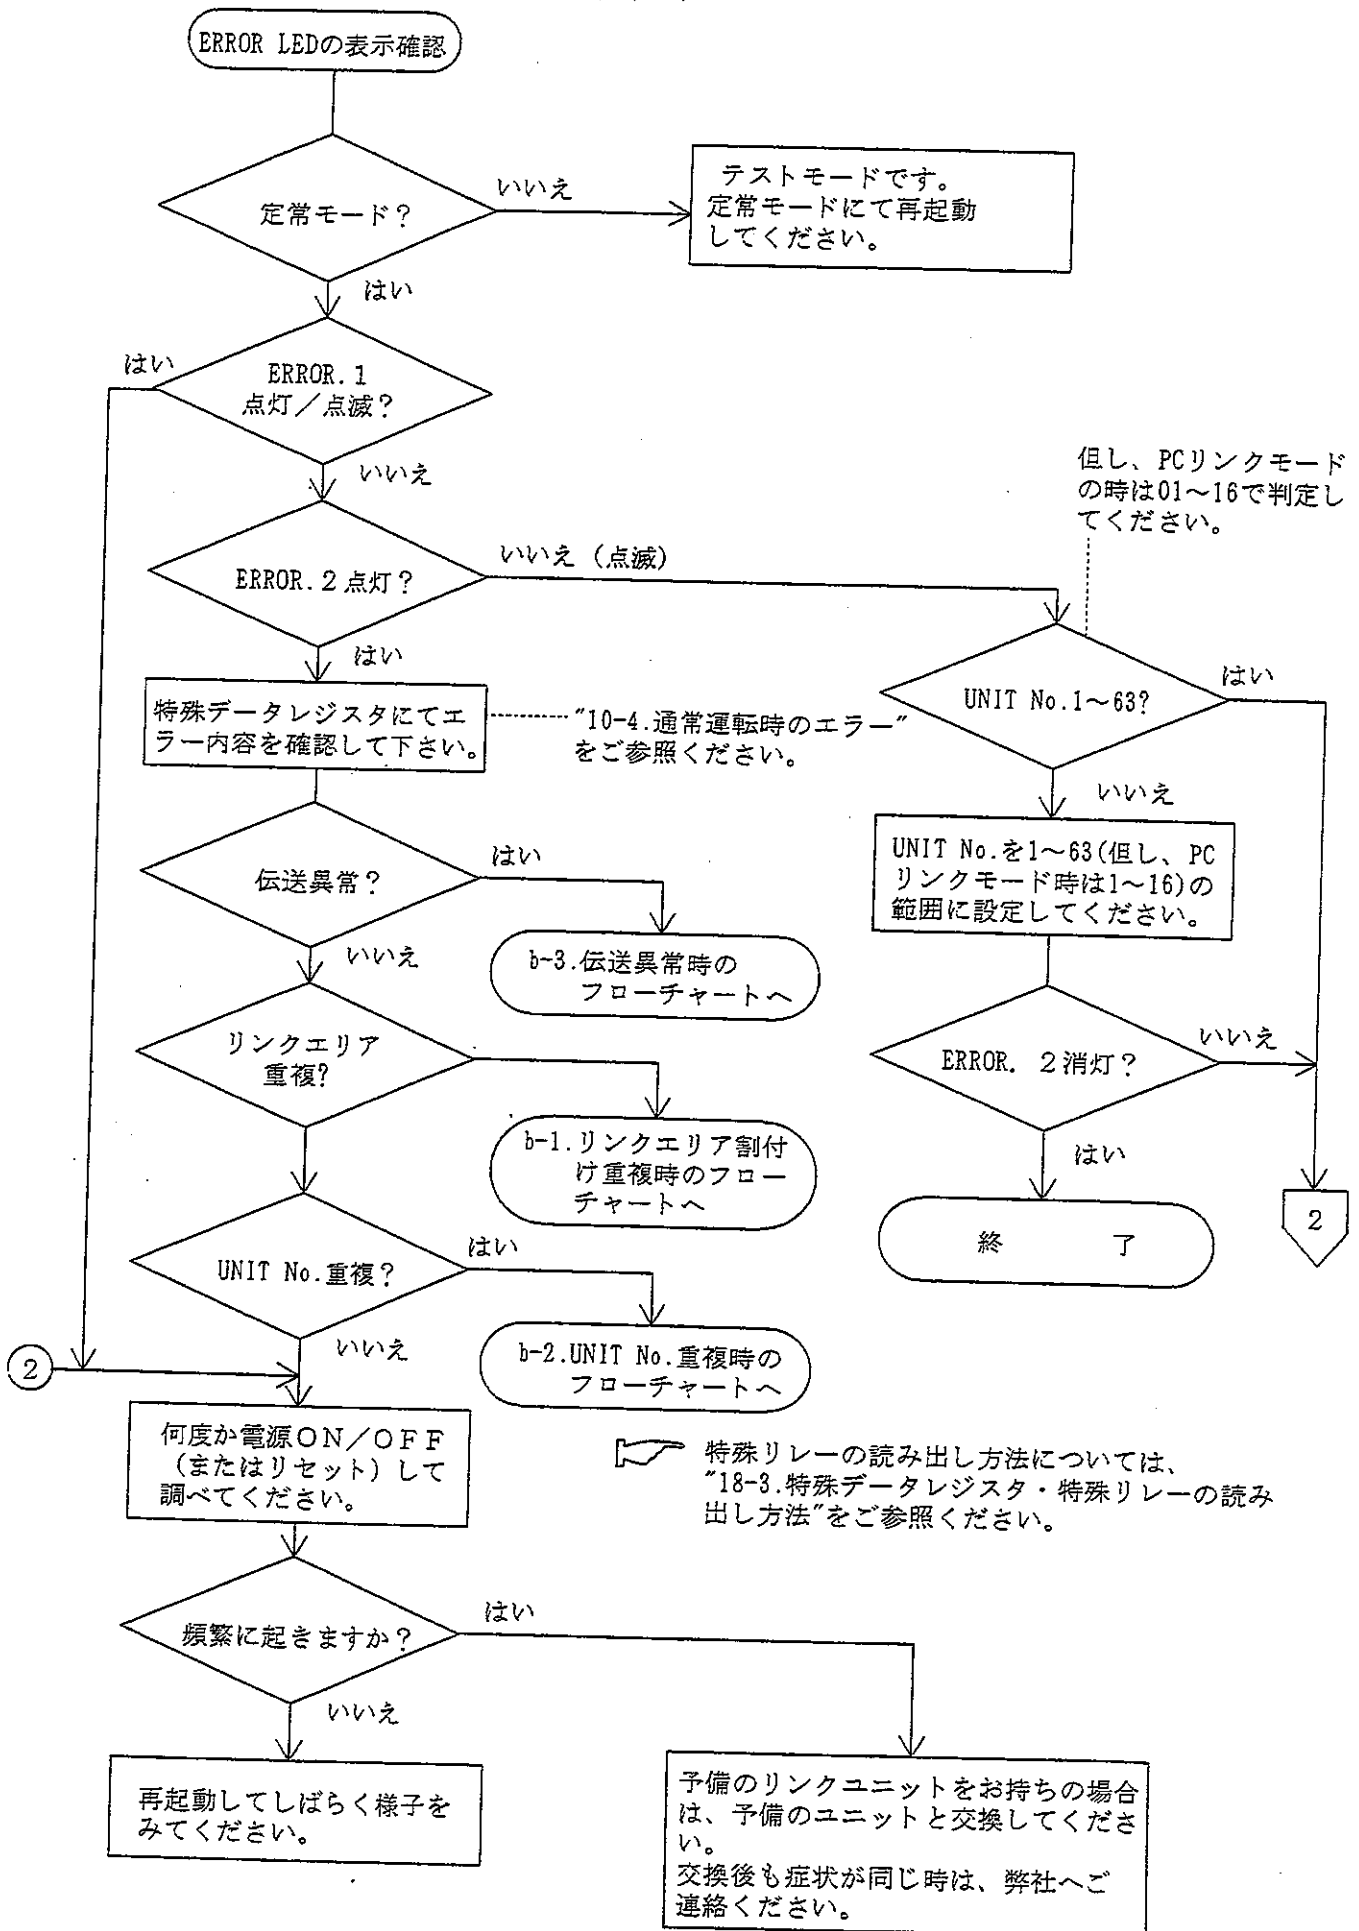 ERROR LEDの表示確認
定常モード？
いいえ
テストモードです。
定常モードにて再起動
してください。
はい
はい
ERROR.1
点灯／点滅？
いいえ
但し、PCリンクモード
の時は01～16で判定し
てください。
ERROR.2点灯？
いいえ（点滅）
はい
UNIT No.1～63?
はい
特殊データレジスタにてエ
ラー内容を確認して下さい。
"10-4.通常運転時のエラー"
をご参照ください。
いいえ
UNIT No.を1～63(但し、PC
リンクモード時は1～16)の
範囲に設定してください。
伝送異常？
はい
b-3.伝送異常時の
フローチャートへ
いいえ
ERROR. 2消灯？
いいえ
はい
終 了
2
リンクエリア
重複?
b-1.リンクエリア割付
け重複時のフロー
チャートへ
UNIT No.重複？
はい
b-2.UNIT No.重複時の
フローチャートへ
いいえ
2
何度か電源ON／OFF
（またはリセット）して
調べてください。
特殊リレーの読み出し方法については、
"18-3.特殊データレジスタ・特殊リレーの読み
出し方法"をご参照ください。
頻繁に起きますか？
はい
いいえ
再起動してしばらく様子を
みてください。
予備のリンクユニットをお持ちの場合
は、予備のユニットと交換してくださ
い。
交換後も症状が同じ時は、弊社へご
連絡ください。